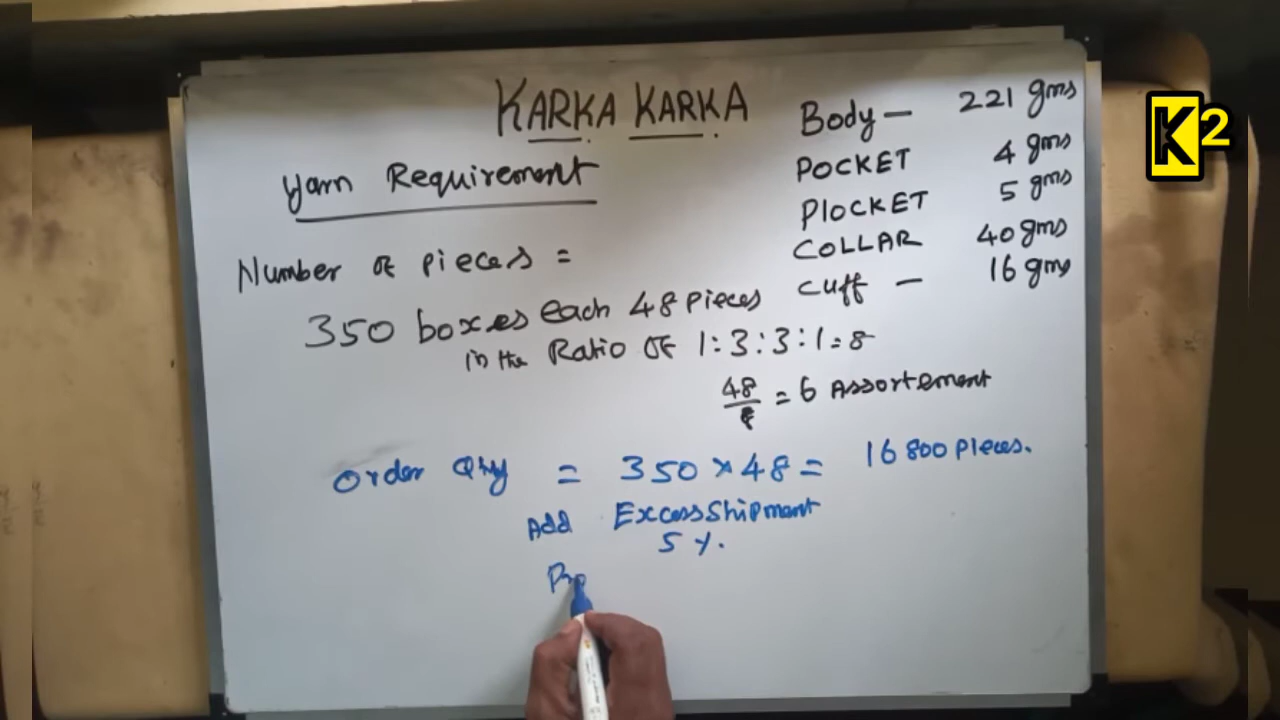 KARKA KARKA
Yarn Requirement
Body - 221 gms
POCKET 4 gms
PLOCKET 5 gms
COLLAR 40 gms
Cuff - 16 gms
Number of pieces =
350 boxes each 48 pieces
in the Ratio of 1:3:3:1=8
48/8 = 6 Assortement
Order Qty = 350 × 48 = 16800 pieces.
Add Excess Shipment
5 %.
Pro
K2